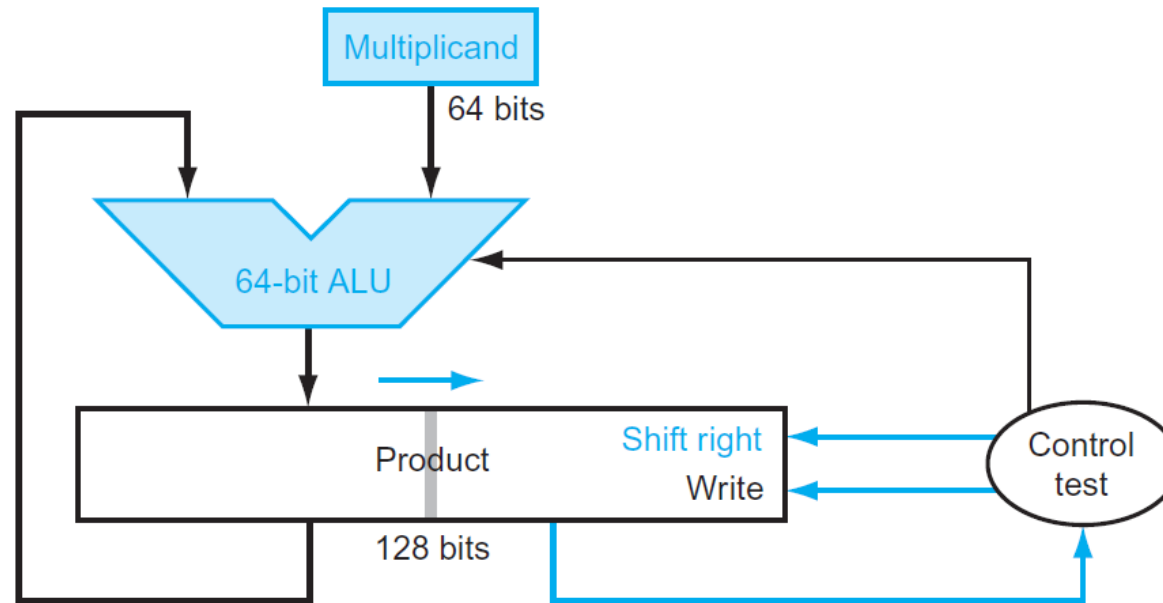 Multiplicand
64 bits
64-bit ALU
Product
Shift right
Write
128 bits
Control
test